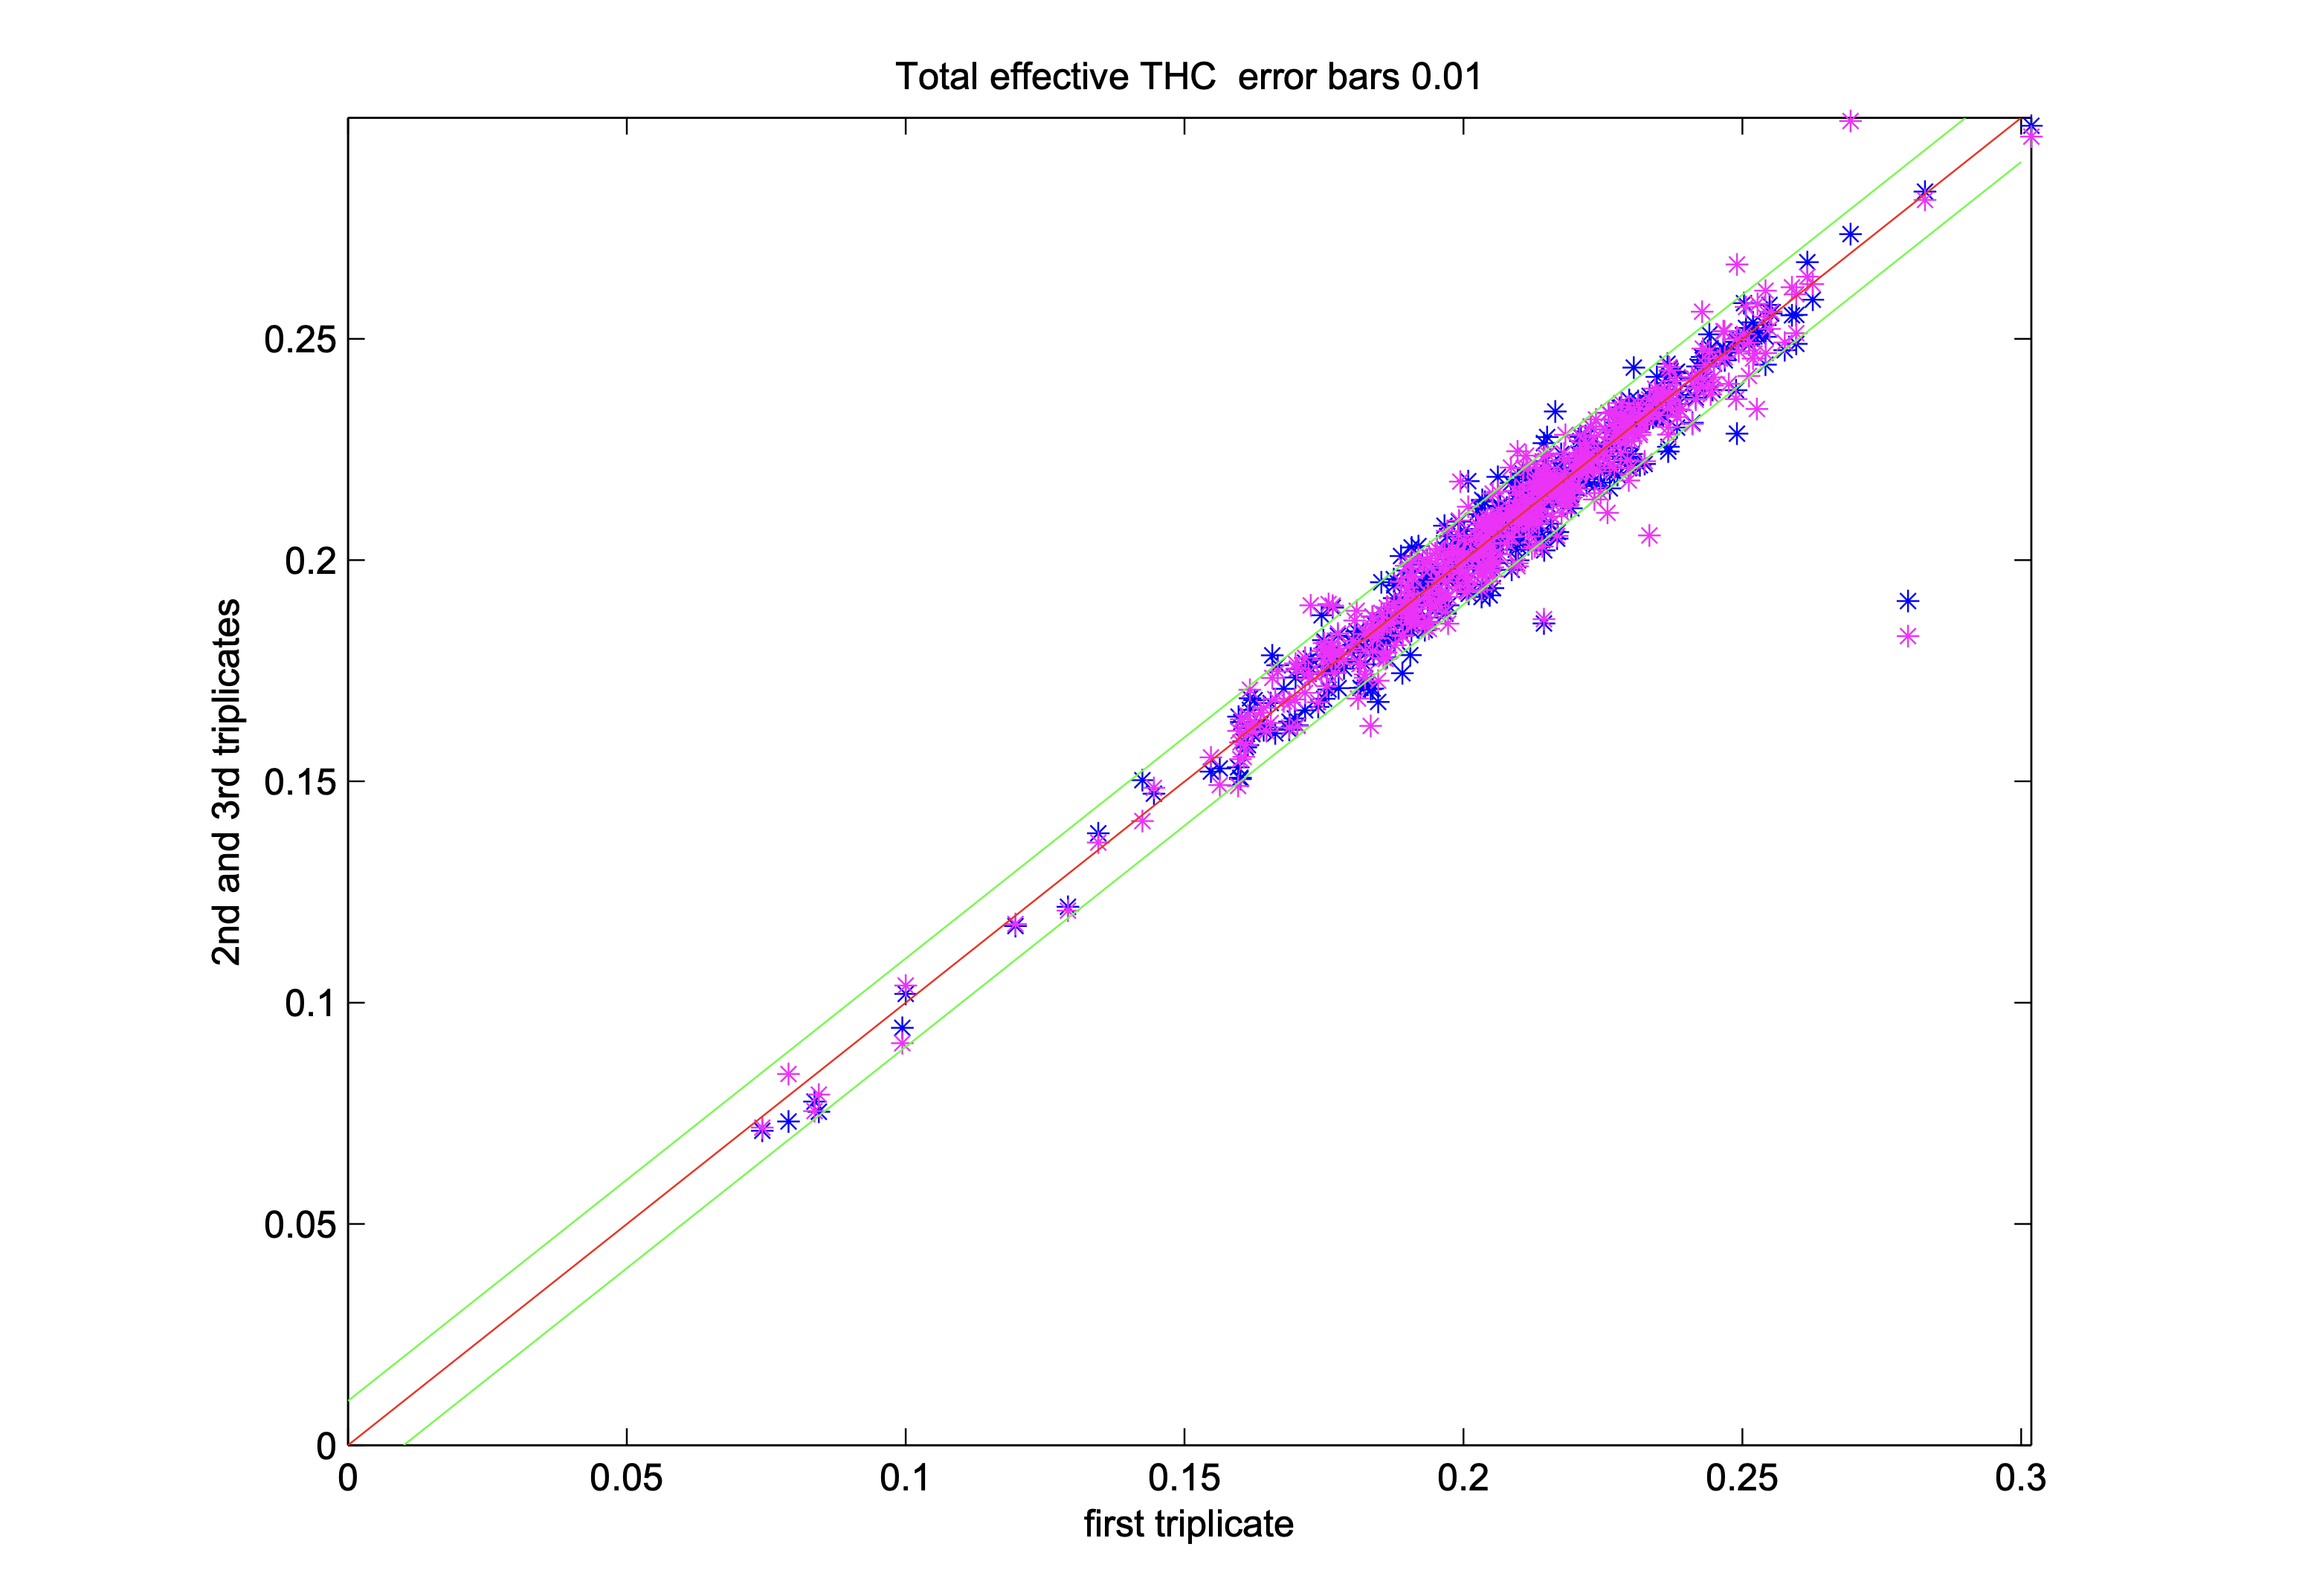 Total effective THC  error bars 0.01
0.25
0.2
0.15
0.1
0.05
0
2nd and 3rd triplicates
0 0.05 0.1 0.15 0.2 0.25 0.3
first triplicate